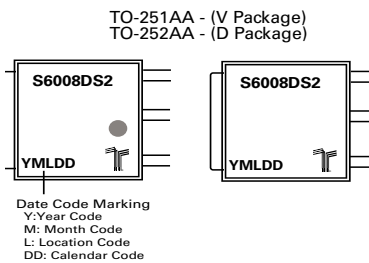 TO-251AA - (V Package)
TO-252AA - (D Package)
S6008DS2
YMLDD
S6008DS2
YMLDD
Date Code Marking
Y:Year Code
M: Month Code
L: Location Code
DD: Calendar Code